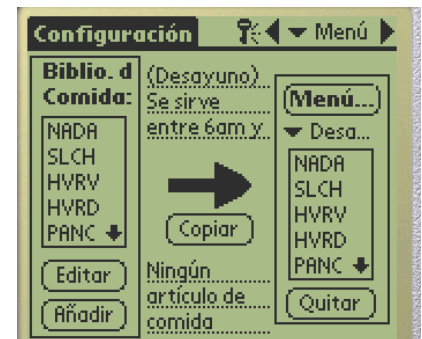 Configuración
Menú
Biblio. d
Comida:
NADA
SLCH
HVRV
HVRD
PANC
Editar
Añadir
(Desayuno)
Se sirve
entre 6am y
Copiar
Ningún
artículo de
comida
Menú...
Desa...
NADA
SLCH
HVRV
HVRD
PANC
Quitar